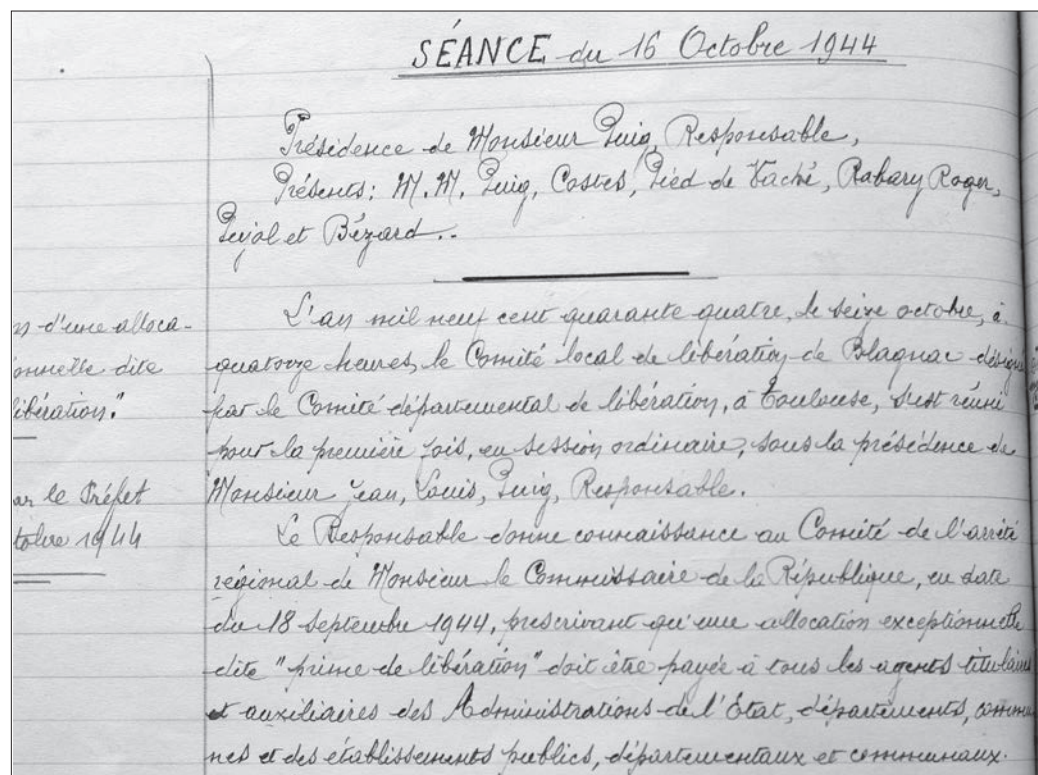 SÉANCE du 16 Octobre 1944
Présidence de Monsieur Puig, Responsable,
Présents: M.M. Puig, Costes, Pied de Vache, Rabary Roger,
Pujol et Bézard..
L'an mil neuf cent quarante quatre, le seize octobre, à
quatorze heures, le Comité local de libération de Blagnac désigné
par le Comité départemental de libération, à Toulouse, s'est réuni
pour la première fois, en session ordinaire, sous la présidence de
Monsieur Jean, Louis, Puig, Responsable.
Le Responsable donne connaissance au Comité de l'arrêté
régional de Monsieur le Commissaire de la République, en date
du 18 Septembre 1944, prescrivant qu'une allocation exceptionnelle
dite "prime de libération" doit être payée à tous les agents titulaires
et auxiliaires des Administrations de l'Etat, départements, commu-
nes et des établissements publics, départementaux et communaux.
d'une alloca-
onnelle dite
libération."
ar le Préfet
tobre 1944